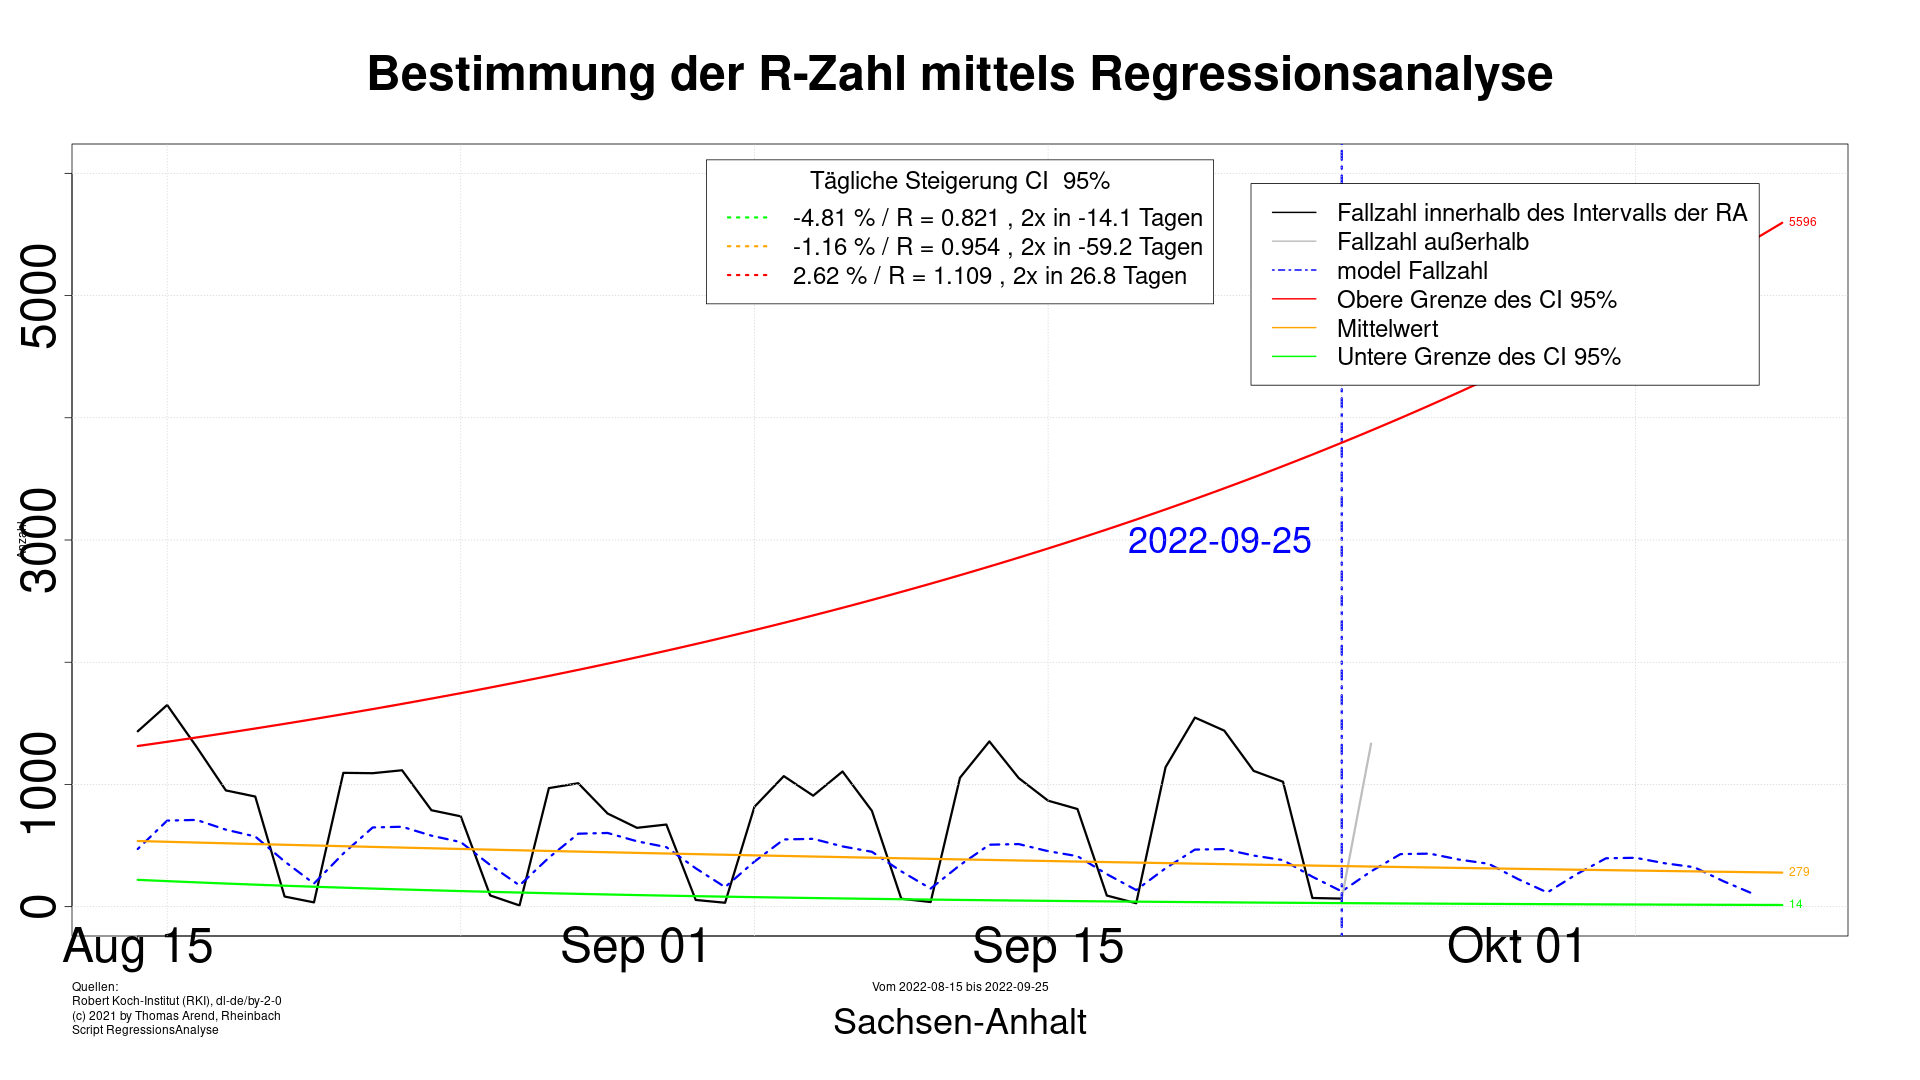 Bestimmung der R-Zahl mittels Regressionsanalyse
Tägliche Steigerung CI  95%
-4.81 % / R = 0.821 , 2x in -14.1 Tagen
-1.16 % / R = 0.954 , 2x in -59.2 Tagen
2.62 % / R = 1.109 , 2x in 26.8 Tagen
Fallzahl innerhalb des Intervalls der RA
Fallzahl außerhalb
model Fallzahl
Obere Grenze des CI 95%
Mittelwert
Untere Grenze des CI 95%
5596
2022-09-25
279
14
5000
3000
1000
0
Anzahl
Aug 15
Sep 01
Sep 15
Okt 01
Quellen:
Robert Koch-Institut (RKI), dl-de/by-2-0
(c) 2021 by Thomas Arend, Rheinbach
Script RegressionsAnalyse
Vom 2022-08-15 bis 2022-09-25
Sachsen-Anhalt